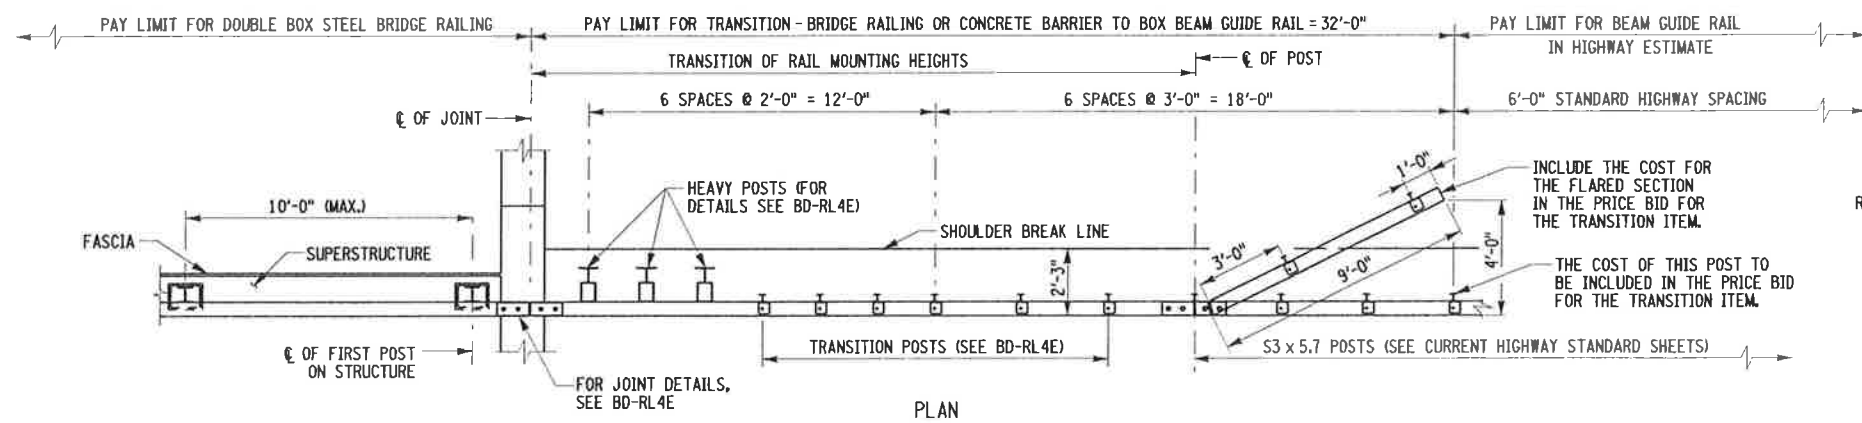 PAY LIMIT FOR DOUBLE BOX STEEL BRIDGE RAILING
PAY LIMIT FOR TRANSITION-BRIDGE RAILING OR CONCRETE BARRIER TO BOX BEAM GUIDE RAIL = 32'-0"
PAY LIMIT FOR BEAM GUIDE RAIL
IN HIGHWAY ESTIMATE
TRANSITION OF RAIL MOUNTING HEIGHTS
℄ OF POST
6 SPACES @ 2'-0" = 12'-0"
6 SPACES @ 3'-0" = 18'-0"
6'-0" STANDARD HIGHWAY SPACING
℄ OF JOINT
HEAVY POSTS (FOR
DETAILS SEE BD-RL4E)
1'-0"
INCLUDE THE COST FOR
THE FLARED SECTION
IN THE PRICE BID FOR
THE TRANSITION ITEM.
R
10'-0" (MAX.)
FASCIA
SUPERSTRUCTURE
SHOULDER BREAK LINE
2'-3"
3'-0"
9'-0"
4'-0"
THE COST OF THIS POST TO
BE INCLUDED IN THE PRICE BID
FOR THE TRANSITION ITEM.
℄ OF FIRST POST
ON STRUCTURE
TRANSITION POSTS (SEE BD-RL4E)
S3 x 5.7 POSTS (SEE CURRENT HIGHWAY STANDARD SHEETS)
FOR JOINT DETAILS,
SEE BD-RL4E
PLAN